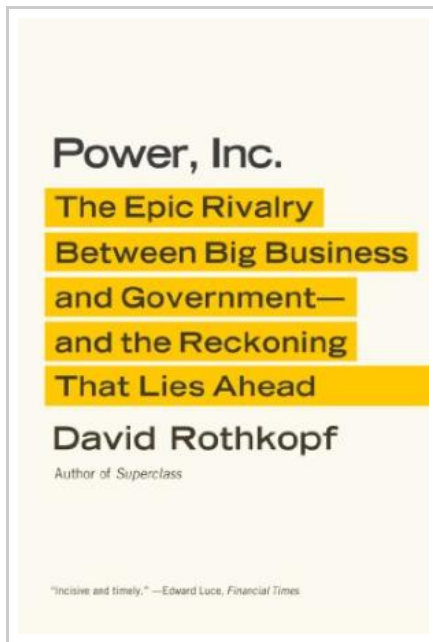 Power, Inc.
The Epic Rivalry
Between Big Business
and Government—
and the Reckoning
That Lies Ahead
David Rothkopf
Author of Superclass
"Incisive and timely." —Edward Luce, Financial Times